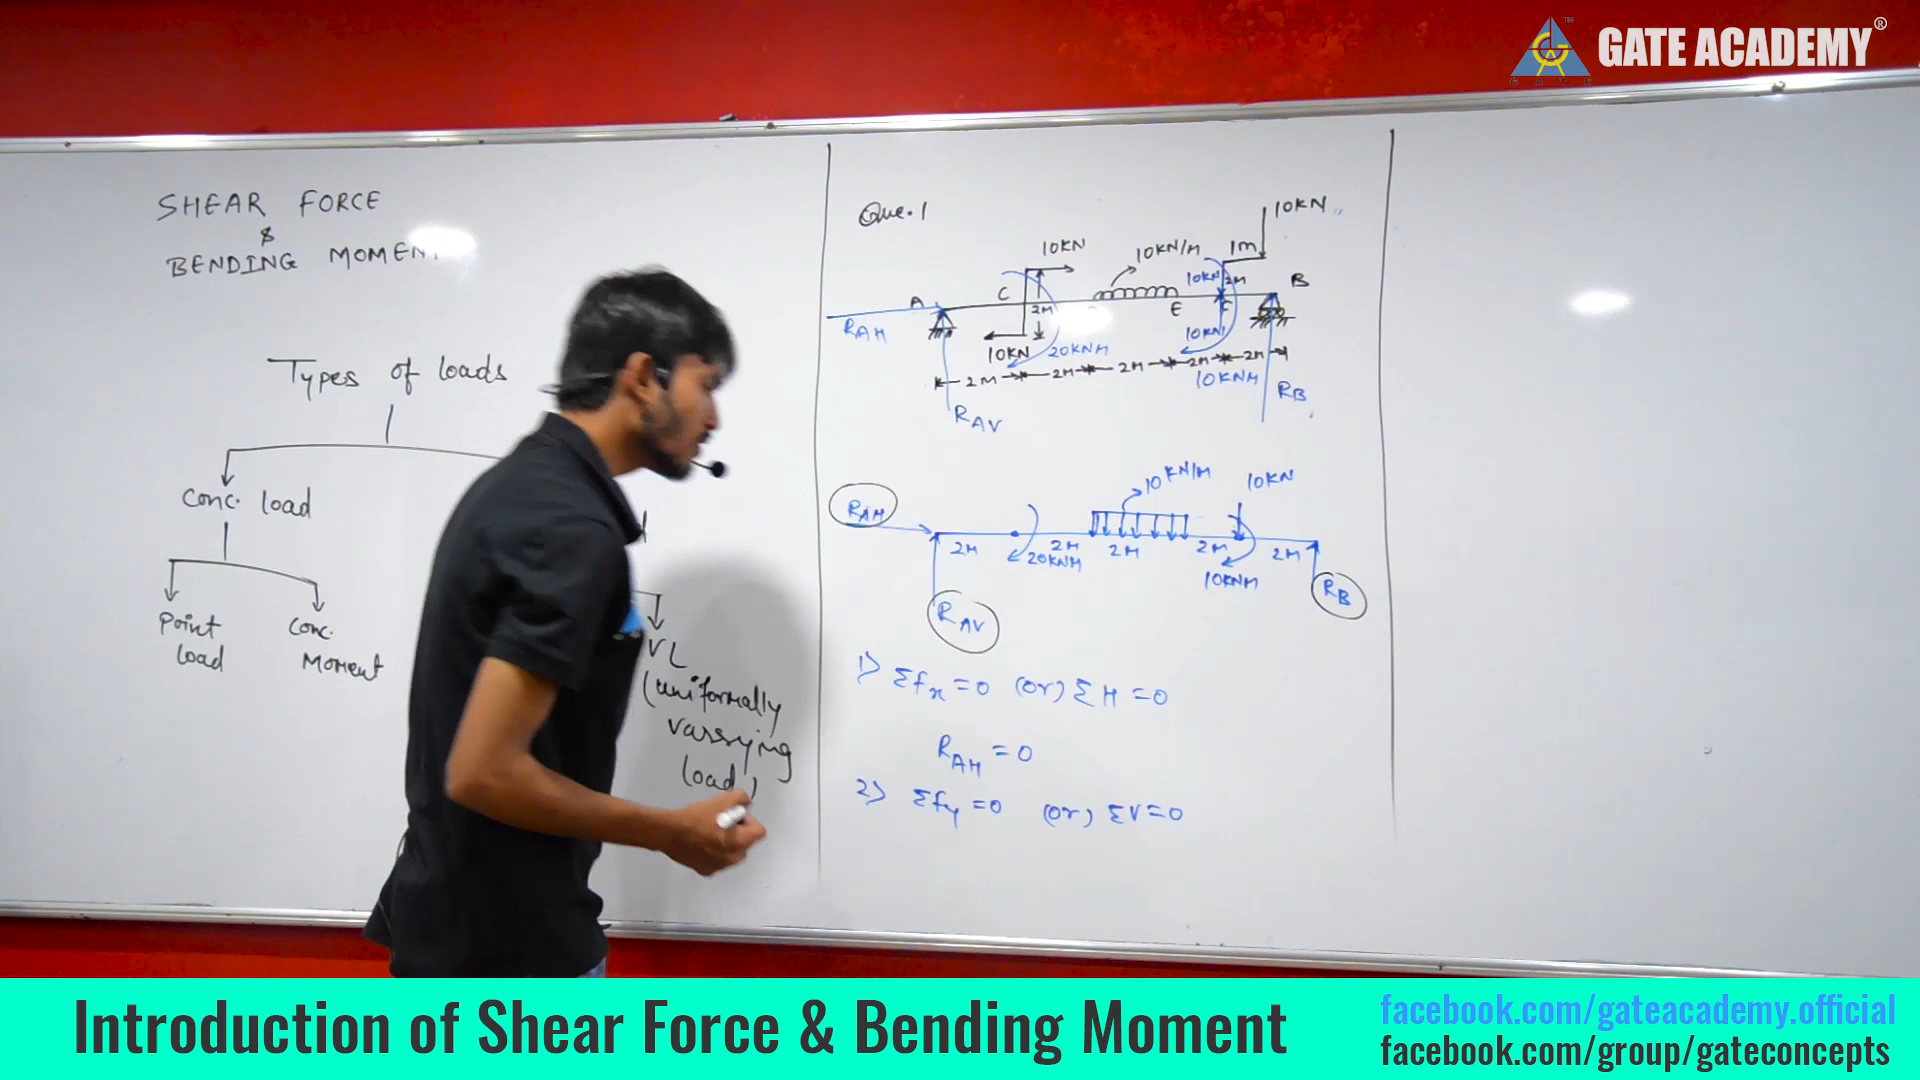 GATE ACADEMY®
SHEAR FORCE
&
BENDING MOMENT
Types of loads
Conc. load
Point
load
Conc.
Moment
VL
(uniformally
varrying
load)
Que. 1
10KN
10KN
10KN/M
1m
10KN
2M
A
C
2M
E
F
B
RAH
10KN
20KNM
10KN
2M
2M
2M
2M
2M
10KNM
RAV
RB
10KN/M
10KN
RAH
2M
2M
2M
2M
2M
20KNM
10KNM
RAV
RB
1) Σfx = 0 (or) ΣH = 0
RAH = 0
2) Σfy = 0 (or) ΣV = 0
Introduction of Shear Force & Bending Moment
facebook.com/gateacademy.official
facebook.com/group/gateconcepts